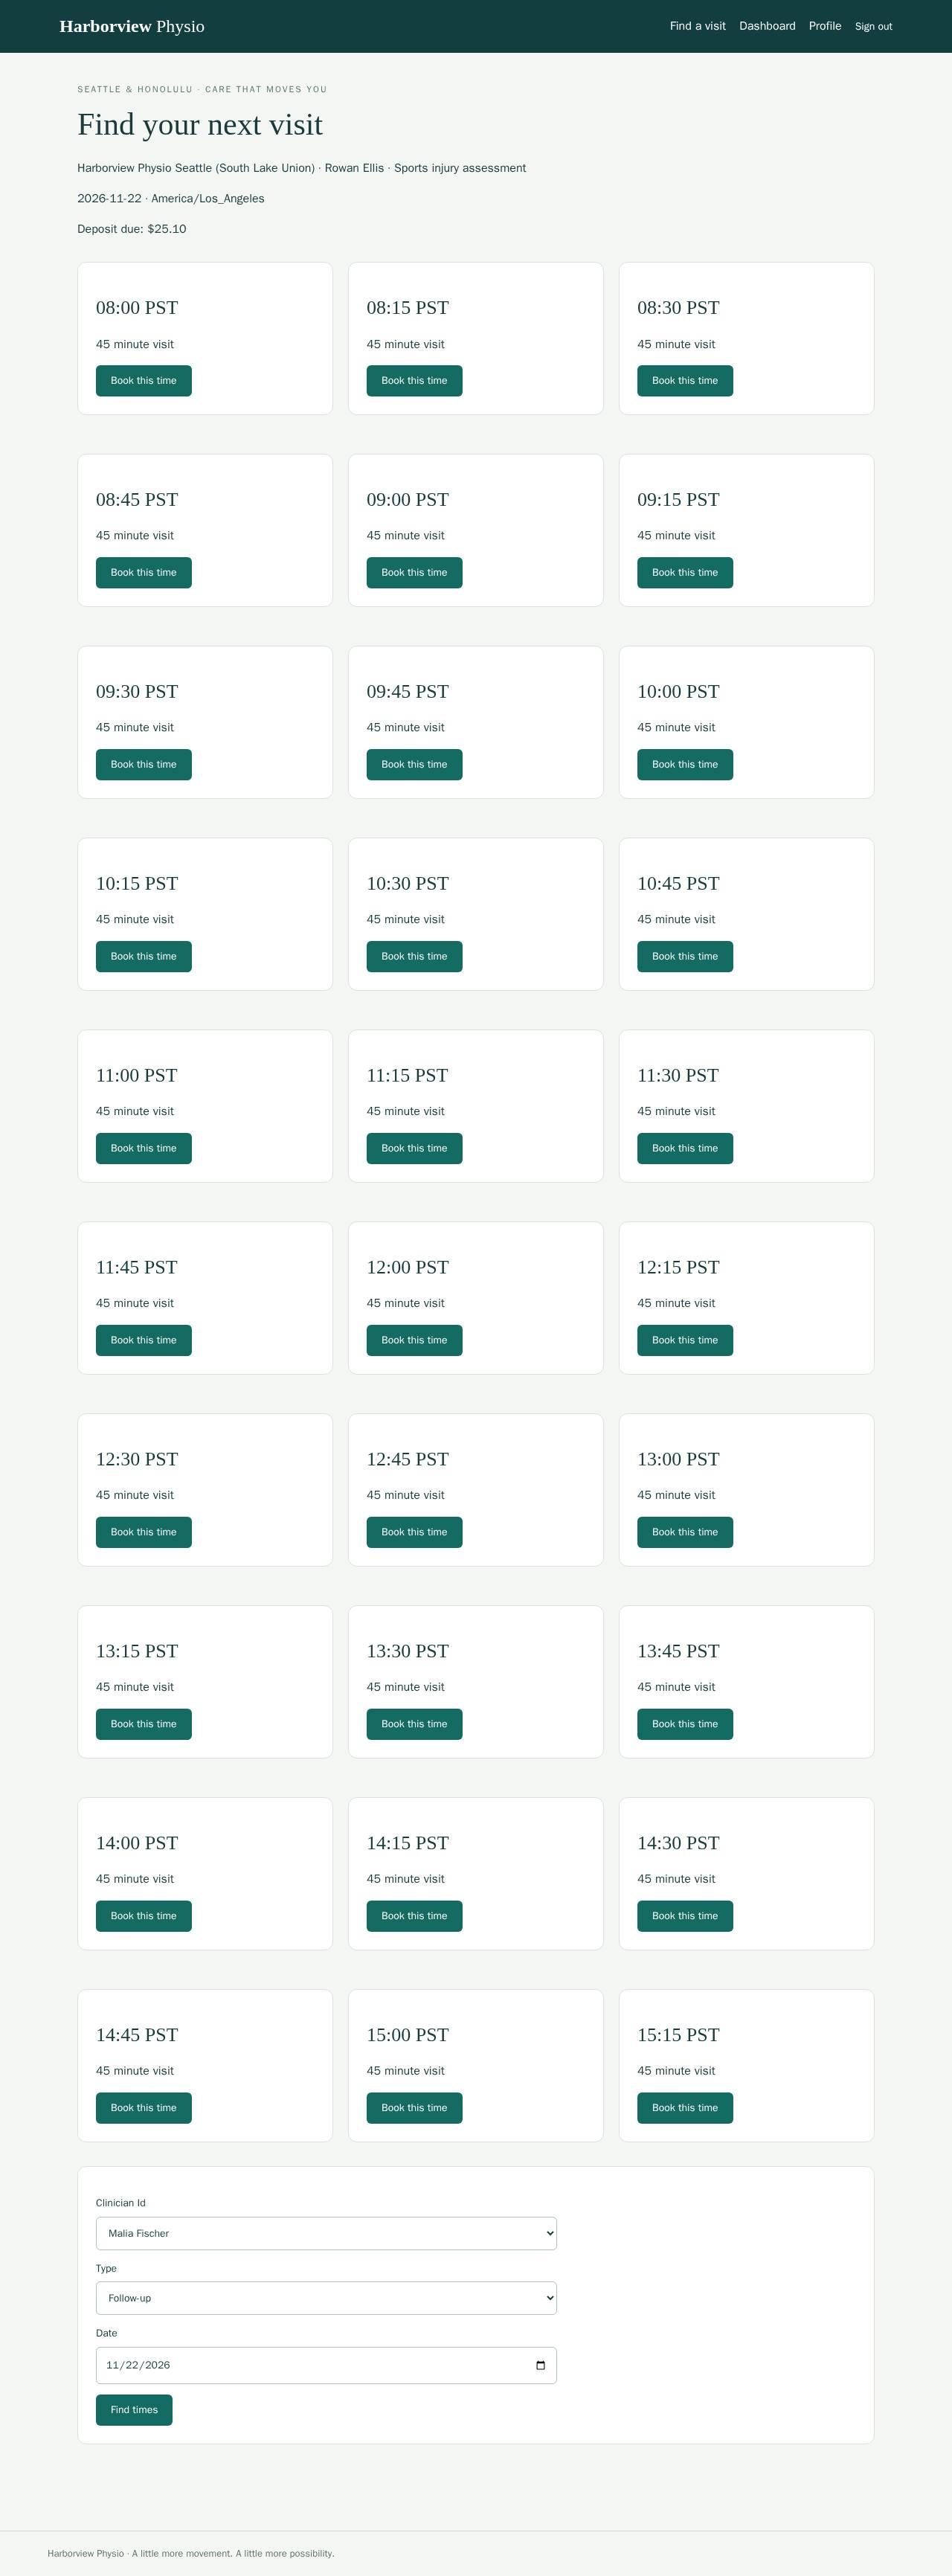 Harborview Physio
Find a visit Dashboard Profile Sign out
SEATTLE & HONOLULU · CARE THAT MOVES YOU
Find your next visit
Harborview Physio Seattle (South Lake Union) · Rowan Ellis · Sports injury assessment
2026-11-22 · America/Los_Angeles
Deposit due: $25.10
08:00 PST 08:15 PST 08:30 PST
45 minute visit 45 minute visit 45 minute visit
Book this time Book this time Book this time
08:45 PST 09:00 PST 09:15 PST
45 minute visit 45 minute visit 45 minute visit
Book this time Book this time Book this time
09:30 PST 09:45 PST 10:00 PST
45 minute visit 45 minute visit 45 minute visit
Book this time Book this time Book this time
10:15 PST 10:30 PST 10:45 PST
45 minute visit 45 minute visit 45 minute visit
Book this time Book this time Book this time
11:00 PST 11:15 PST 11:30 PST
45 minute visit 45 minute visit 45 minute visit
Book this time Book this time Book this time
11:45 PST 12:00 PST 12:15 PST
45 minute visit 45 minute visit 45 minute visit
Book this time Book this time Book this time
12:30 PST 12:45 PST 13:00 PST
45 minute visit 45 minute visit 45 minute visit
Book this time Book this time Book this time
13:15 PST 13:30 PST 13:45 PST
45 minute visit 45 minute visit 45 minute visit
Book this time Book this time Book this time
14:00 PST 14:15 PST 14:30 PST
45 minute visit 45 minute visit 45 minute visit
Book this time Book this time Book this time
14:45 PST 15:00 PST 15:15 PST
45 minute visit 45 minute visit 45 minute visit
Book this time Book this time Book this time
Clinician Id
Malia Fischer
Type
Follow-up
Date
11/22/2026
Find times
Harborview Physio · A little more movement. A little more possibility.